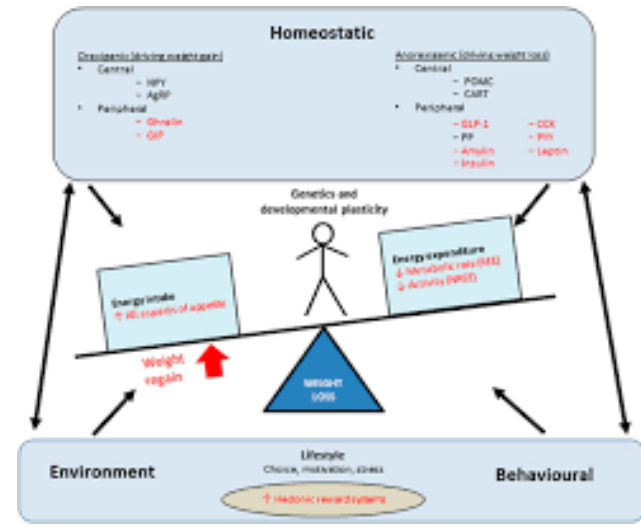 Homeostatic
Orexigenic (driving weight gain)
• Central
– NPY
– AgRP
• Peripheral
– Ghrelin
– GIP
Anorexigenic (driving weight loss)
• Central
– POMC
– CART
• Peripheral
– GLP-1
– PP
– Amylin
– Insulin
– CCK
– PYY
– Leptin
Genetics and
developmental plasticity
Energy intake
↑ All aspects of appetite
Energy expenditure
↓ Metabolic rate (REE)
↓ Activity (NREE)
Weight
regain
WEIGHT
LOSS
Environment
Lifestyle
Choice, motivation, stress
↑ Hedonic reward systems
Behavioural